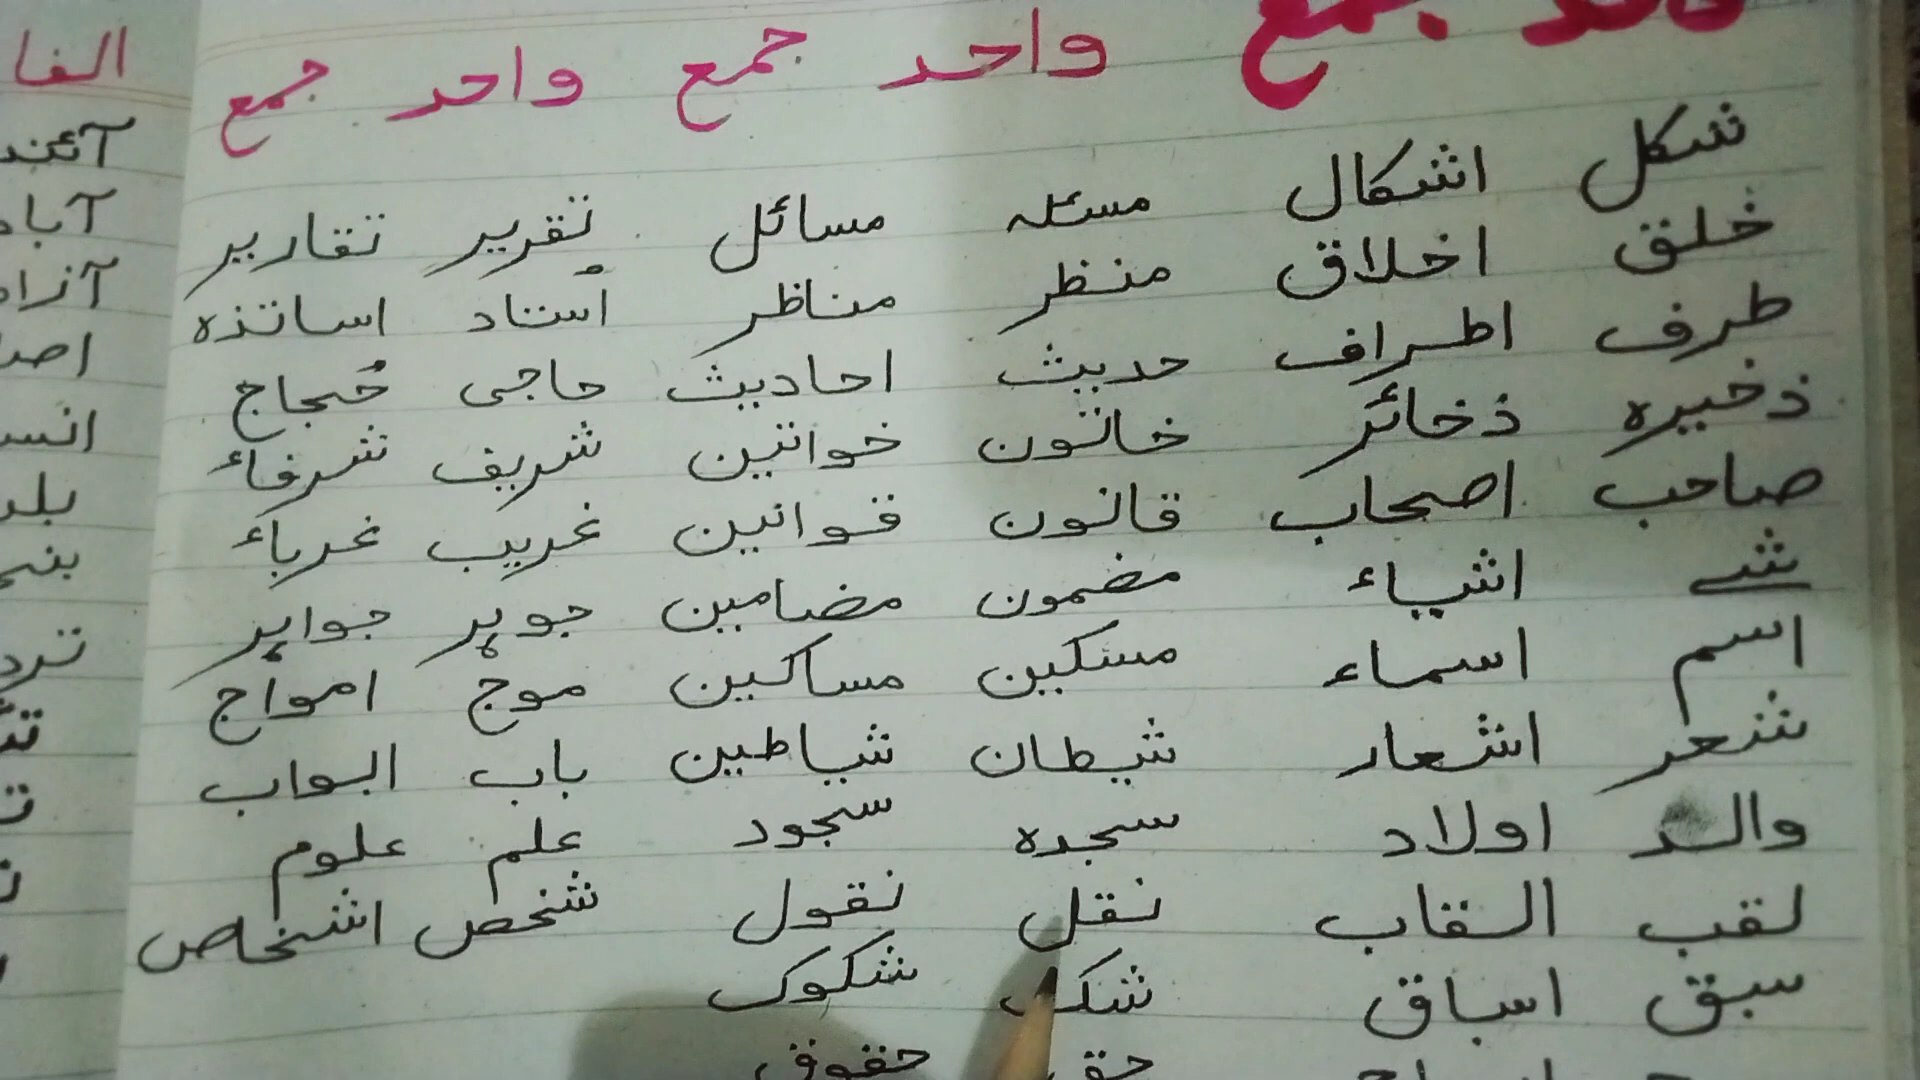 واحد جمع واحد جمع واحد جمع
شکل اشکال مسئلہ مسائل تقریر تقاریر
خلق اخلاق منظر مناظر اُستاد اساتذہ
طرف اطراف حدیث احادیث حاجی حُجاج
ذخیرہ ذخائر خاتون خواتین شریف شرفاء
صاحب اصحاب قانون قوانین غریب غرباء
شے اشیاء مضمون مضامین جوہر جواہر
اسم اسماء مسکین مساکین موج امواج
شعر اشعار شیطان شیاطین باب ابواب
والد اولاد سجدہ سجود علم علوم
لقب القاب نقل نقول شخص اشخاص
سبق اسباق شک شکوک
حق حقوق